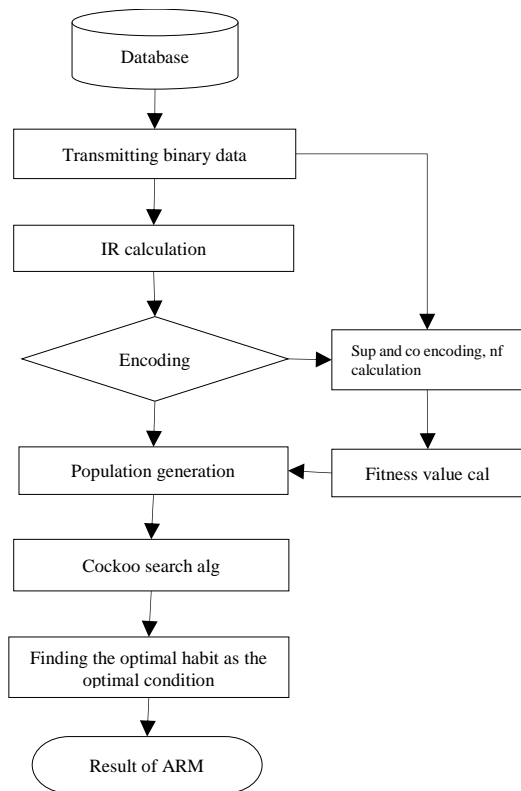 Database
Transmitting binary data
IR calculation
Encoding
Sup and co encoding, nf
calculation
Population generation
Fitness value cal
Cockoo search alg
Finding the optimal habit as the
optimal condition
Result of ARM